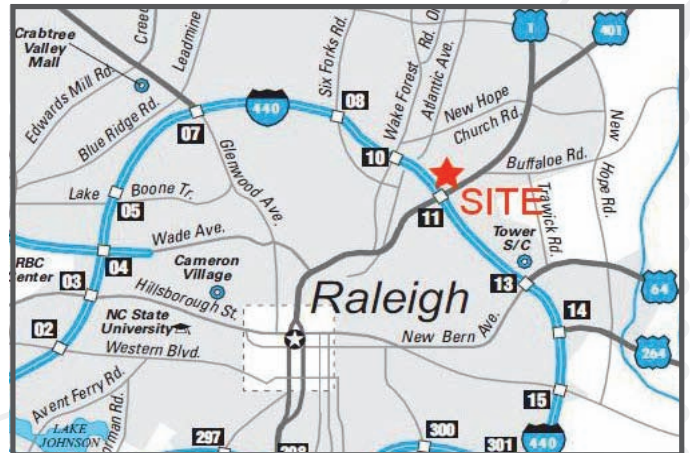 Crabtree
Valley
Mall
Edwards Mill Rd.
Creed
Leadmine
Blue Ridge Rd.
07
440
Glenwood Ave.
Six Forks Rd.
08
Wake Forest
Rd.
Atlantic Ave.
1
401
New Hope
Church Rd.
10
Buffaloe Rd.
New
Hope Rd.
SITE
11
Trawick Rd.
Tower
S/C
Lake Boone Tr.
05
Wade Ave.
04
RBC
Center
03
Cameron
Village
Hillsborough St.
02
NC State
University
Western Blvd.
Raleigh
New Bern Ave.
13
64
14
264
15
Avent Ferry Rd.
LAKE
JOHNSON
297
300
301
440